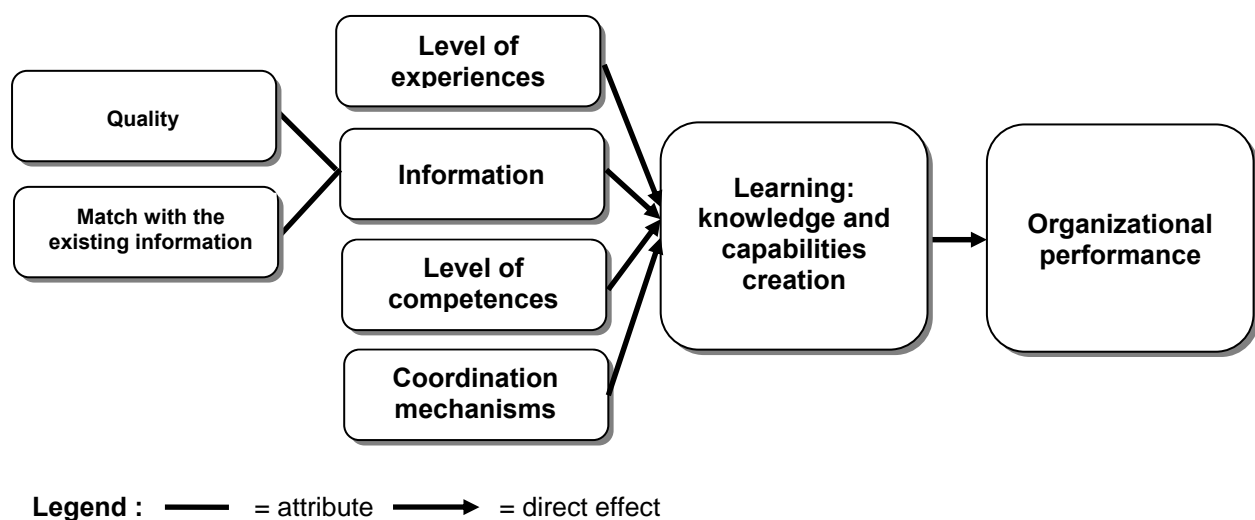 Level of
experiences
Quality
Information
Match with the
existing information
Level of
competences
Coordination
mechanisms
Learning:
knowledge and
capabilities
creation
Organizational
performance
Legend : = attribute = direct effect